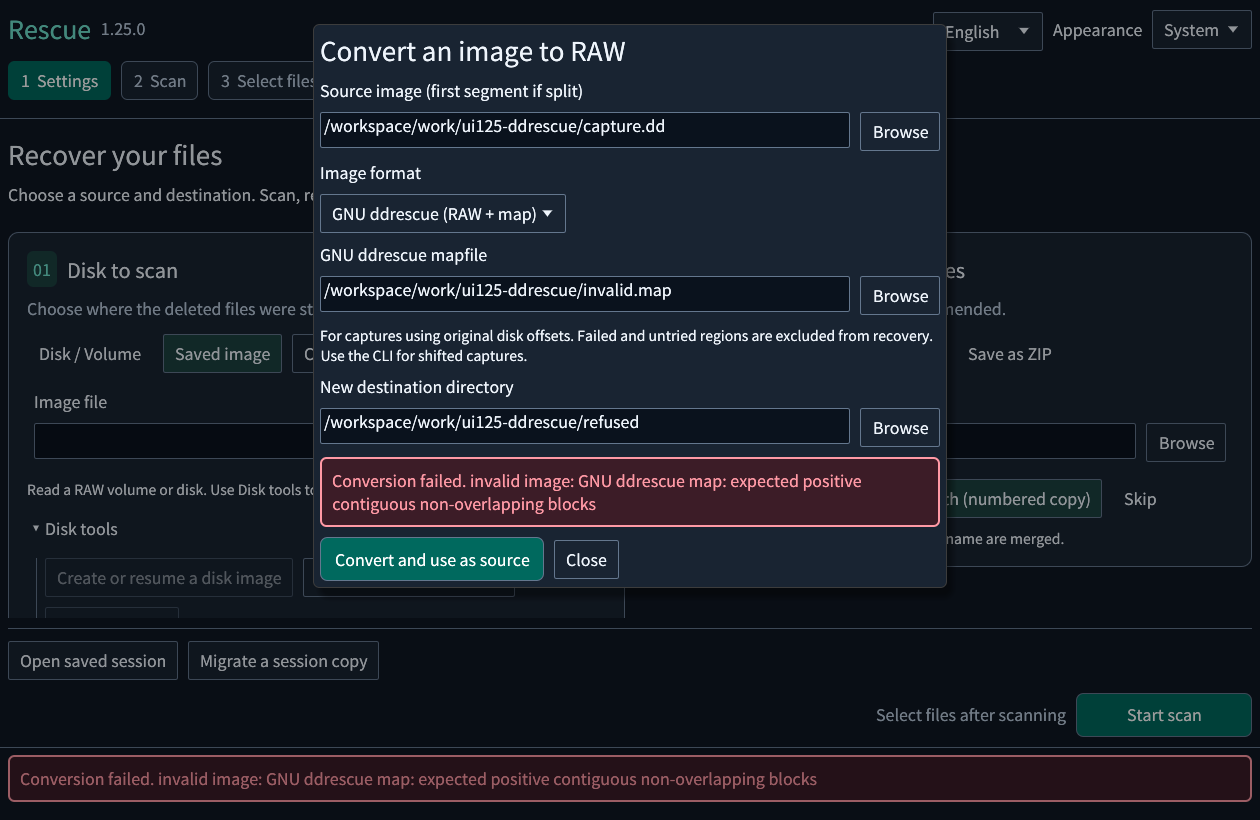 Rescue 1.25.0
English
Appearance
System
1 Settings
2 Scan
3 Select files
Recover your files
Choose a source and destination. Scan,
01 Disk to scan
Choose where the deleted files were
Disk / Volume
Saved image
Image file
Read a RAW volume or disk. Use Disk tools
Disk tools
Create or resume a disk image
Save as ZIP
Browse
(numbered copy)
Skip
name are merged.
Convert an image to RAW
Source image (first segment if split)
/workspace/work/ui125-ddrescue/capture.dd
Browse
Image format
GNU ddrescue (RAW + map)
GNU ddrescue mapfile
/workspace/work/ui125-ddrescue/invalid.map
Browse
For captures using original disk offsets. Failed and untried regions are excluded from recovery.
Use the CLI for shifted captures.
New destination directory
/workspace/work/ui125-ddrescue/refused
Browse
Conversion failed. invalid image: GNU ddrescue map: expected positive
contiguous non-overlapping blocks
Convert and use as source
Close
Open saved session
Migrate a session copy
Select files after scanning
Start scan
Conversion failed. invalid image: GNU ddrescue map: expected positive contiguous non-overlapping blocks